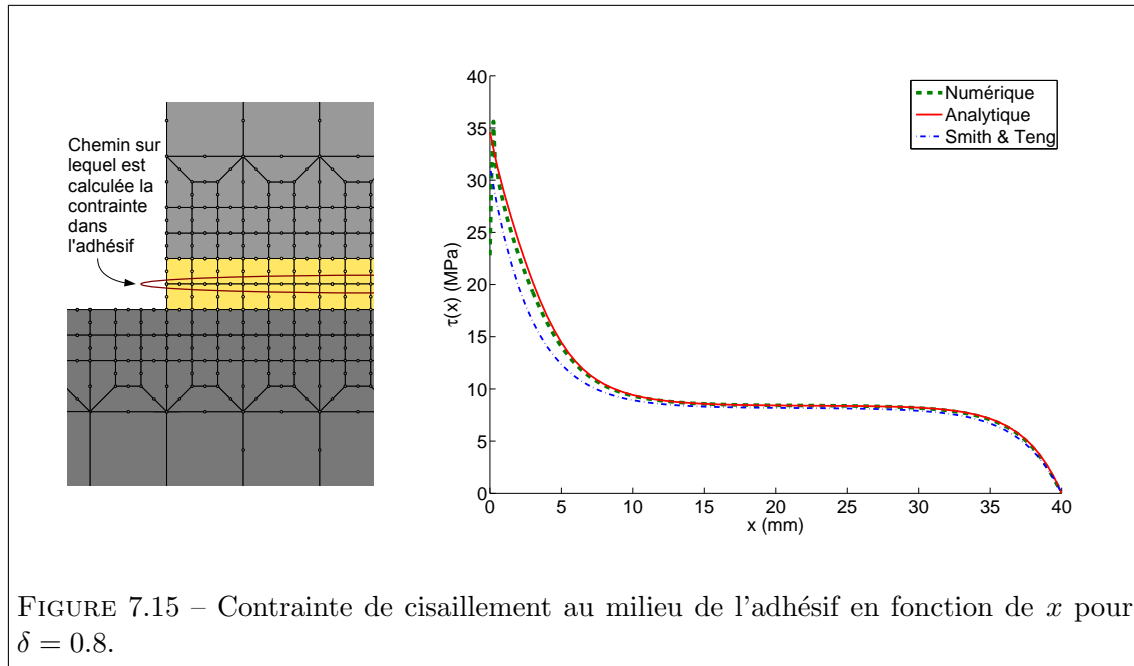 Chemin sur
lequel est
calculée la
contrainte
dans
l'adhésif
40
35
30
25
20
15
10
5
0
τ(x) (MPa)
0 5 10 15 20 25 30 35 40
x (mm)
Numérique
Analytique
Smith & Teng
FIGURE 7.15 – Contrainte de cisaillement au milieu de l'adhésif en fonction de x pour
δ = 0.8.